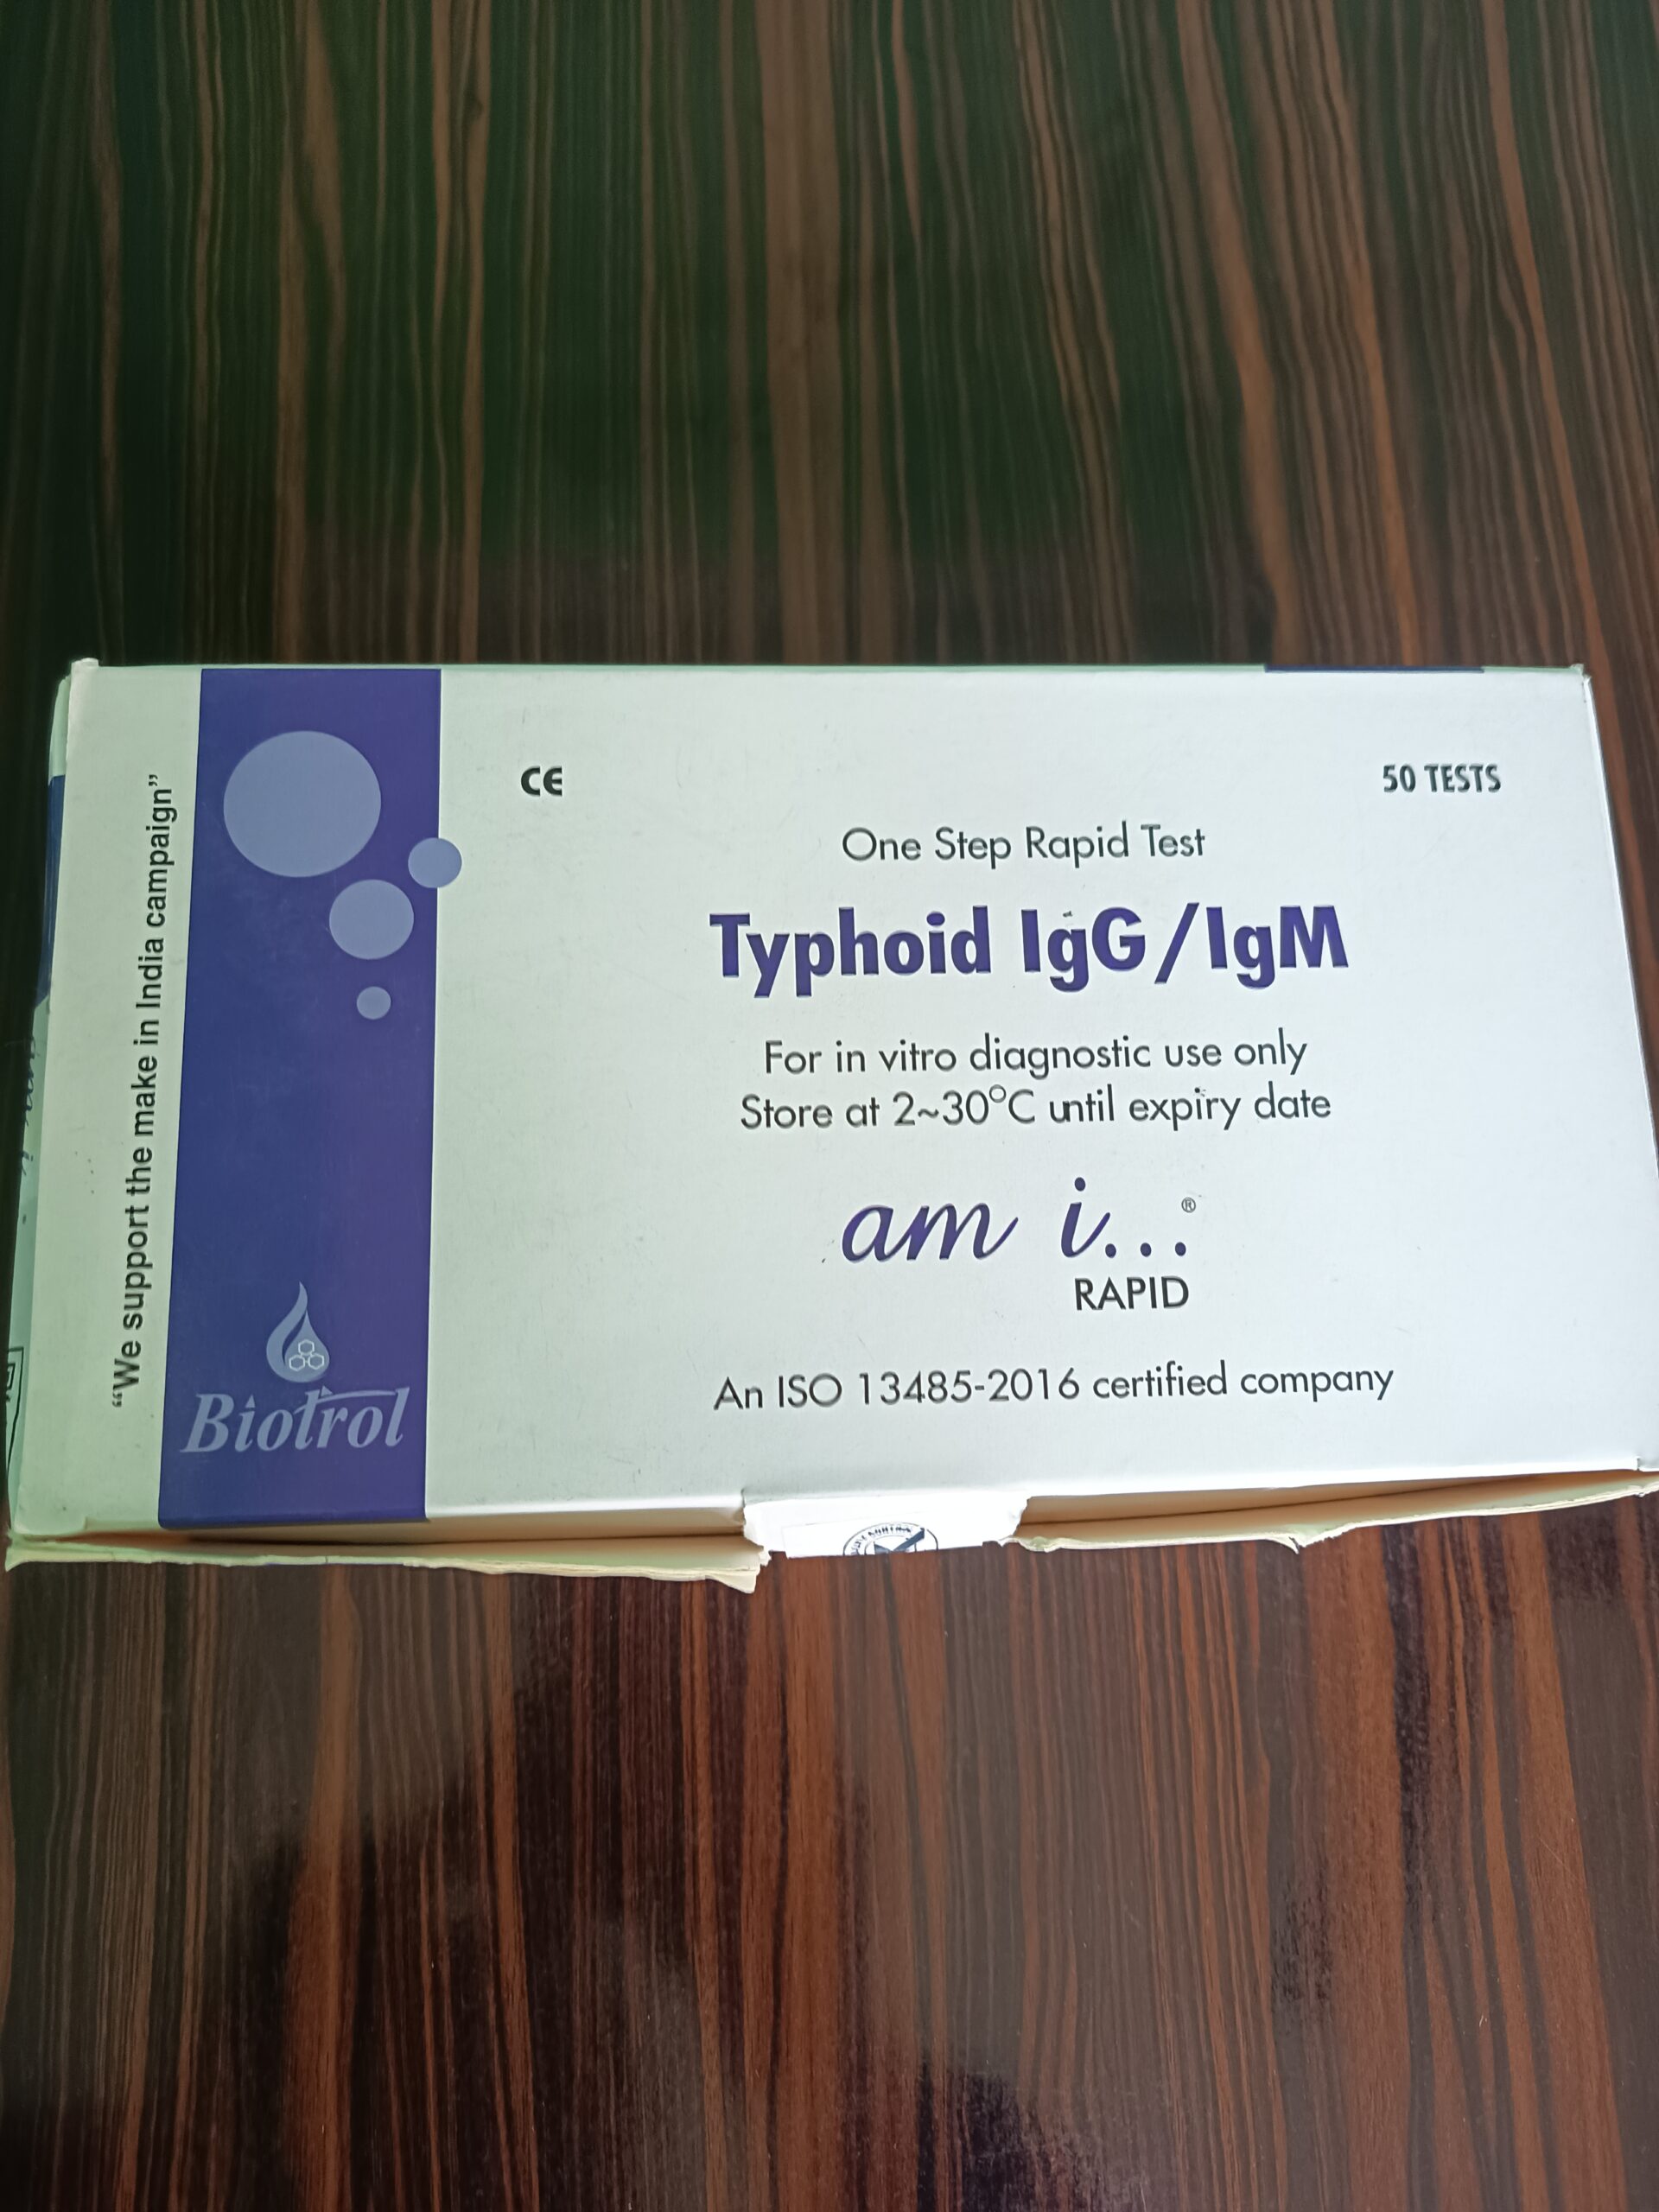 CE
50 TESTS
One Step Rapid Test
Typhoid IgG/IgM
For in vitro diagnostic use only
Store at 2~30°C until expiry date
am i...®
RAPID
An ISO 13485-2016 certified company
"We support the make in India campaign"
Biotrol